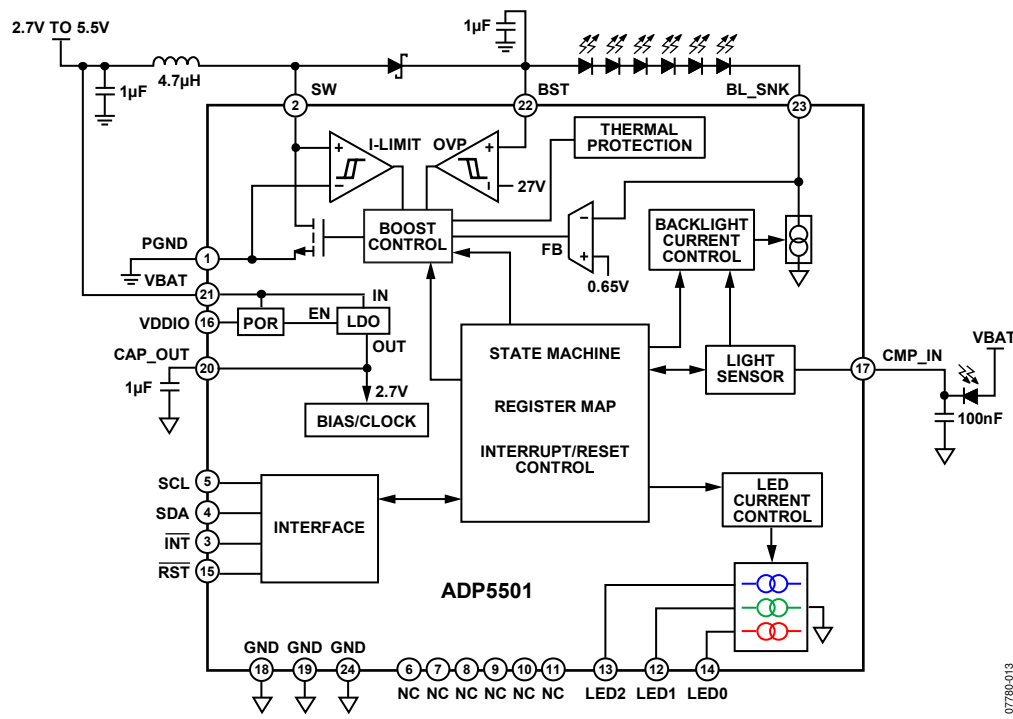 2.7V TO 5.5V
1µF
1µF
4.7µH
SW
BST
BL_SNK
2
22
23
I-LIMIT
OVP
THERMAL
PROTECTION
+
–
+
–
27V
BOOST
CONTROL
FB
–
+
0.65V
BACKLIGHT
CURRENT
CONTROL
PGND
1
VBAT
21
IN
VDDIO
16
POR
EN
LDO
OUT
CAP_OUT
20
1µF
2.7V
BIAS/CLOCK
STATE MACHINE
REGISTER MAP
INTERRUPT/RESET
CONTROL
LIGHT
SENSOR
17
CMP_IN
VBAT
100nF
SCL
5
SDA
4
INT
3
RST
15
INTERFACE
LED
CURRENT
CONTROL
ADP5501
GND
GND
GND
18
19
24
6
7
8
9
10
11
13
12
14
NC
NC
NC
NC
NC
NC
LED2
LED1
LED0
07780-013